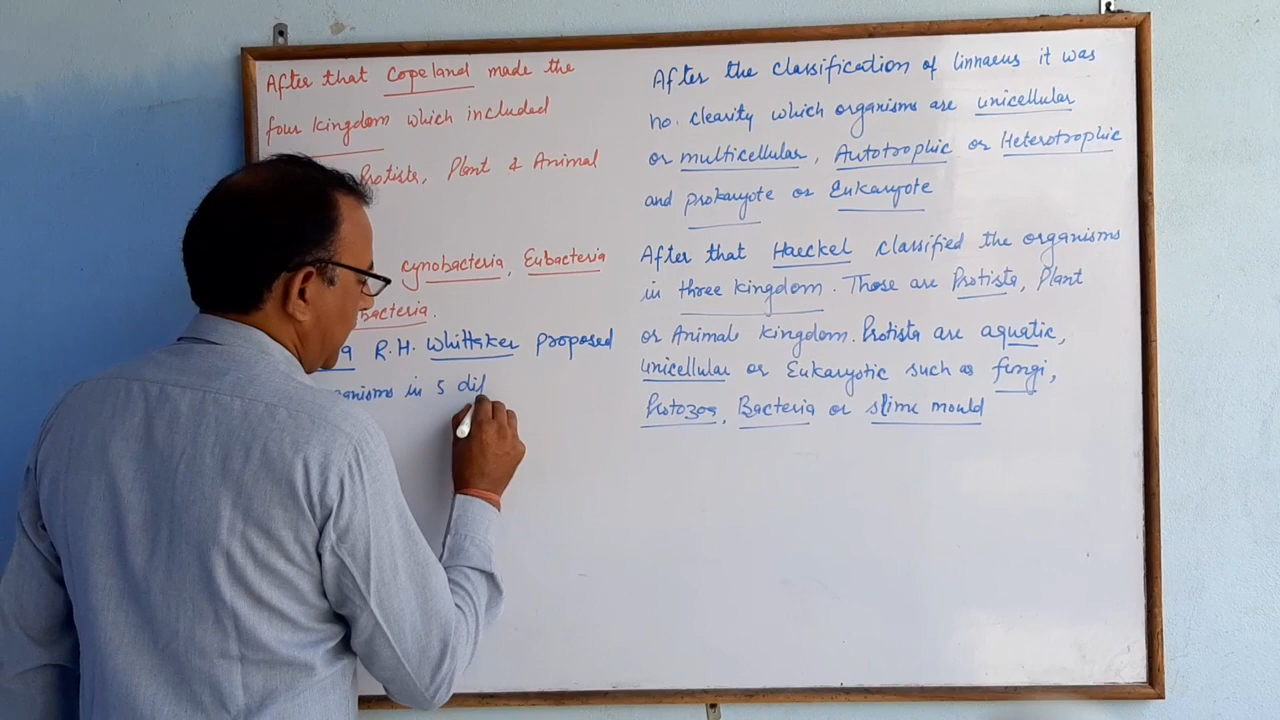 After that Copeland made the
four kingdom which included
Protista, Plant & Animal
cynobacteria, Eubacteria
bacteria.
9 R.H. Whittaker proposed
anisms in 5 dif
After the classification of linnaeus it was
no. clearity which organisms are unicellular
or multicellular, Autotrophic or Heterotrophic
and prokaryote or Eukaryote
After that Haeckel classified the organisms
in three kingdom. Those are Protista, Plant
or Animal kingdom. Protista are aquatic,
unicellular or Eukaryotic such as fungi,
Protozoa, Bacteria or slime mould